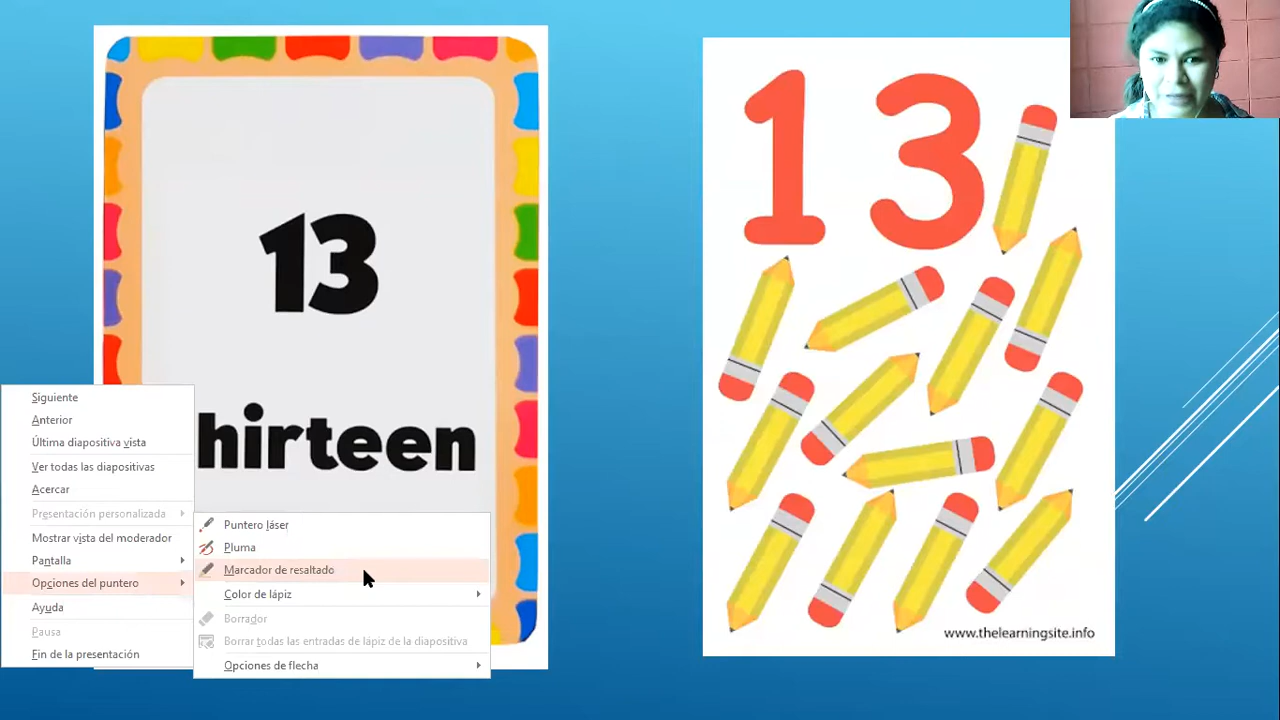 13
hirteen
13
www.thelearningsite.info
Siguiente
Anterior
Última diapositiva vista
Ver todas las diapositivas
Acercar
Presentación personalizada
Mostrar vista del moderador
Pantalla
Opciones del puntero
Ayuda
Pausa
Fin de la presentación
Puntero láser
Pluma
Marcador de resaltado
Color de lápiz
Borrador
Borrar todas las entradas de lápiz de la diapositiva
Opciones de flecha